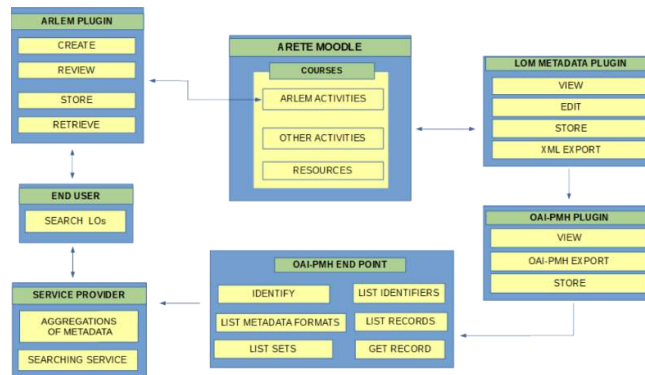 ARLEM PLUGIN
CREATE
REVIEW
STORE
RETRIEVE
END USER
SEARCH LOs
SERVICE PROVIDER
AGGREGATIONS
OF METADATA
SEARCHING SERVICE
ARETE MOODLE
COURSES
ARLEM ACTIVITIES
OTHER ACTIVITIES
RESOURCES
LOM METADATA PLUGIN
VIEW
EDIT
STORE
XML EXPORT
OAI-PMH PLUGIN
VIEW
OAI-PMH EXPORT
STORE
OAI-PMH END POINT
IDENTIFY
LIST IDENTIFIERS
LIST METADATA FORMATS
LIST RECORDS
LIST SETS
GET RECORD